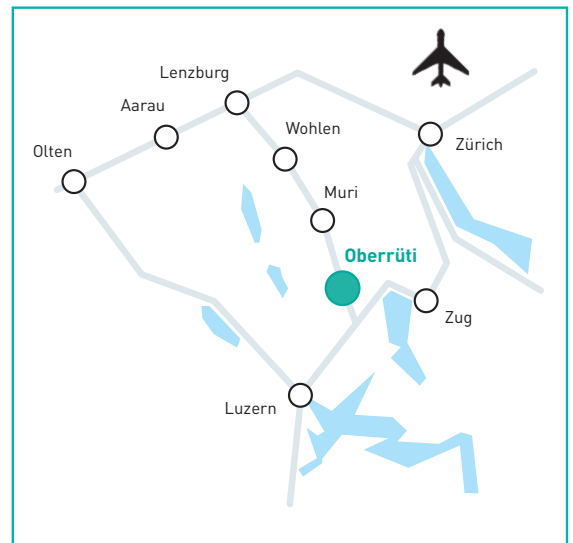 Lenzburg
Aarau
Wohlen
Zürich
Olten
Muri
Oberrüti
Zug
Luzern